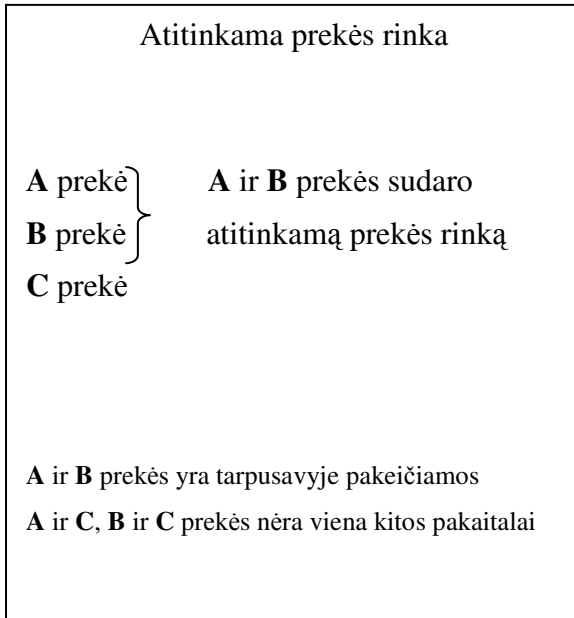 Atitinkama prekės rinka
A prekė A ir B prekės sudaro
B prekė atitinkamą prekės rinką
C prekė
A ir B prekės yra tarpusavyje pakeičiamos
A ir C, B ir C prekės nėra viena kitos pakaitalai